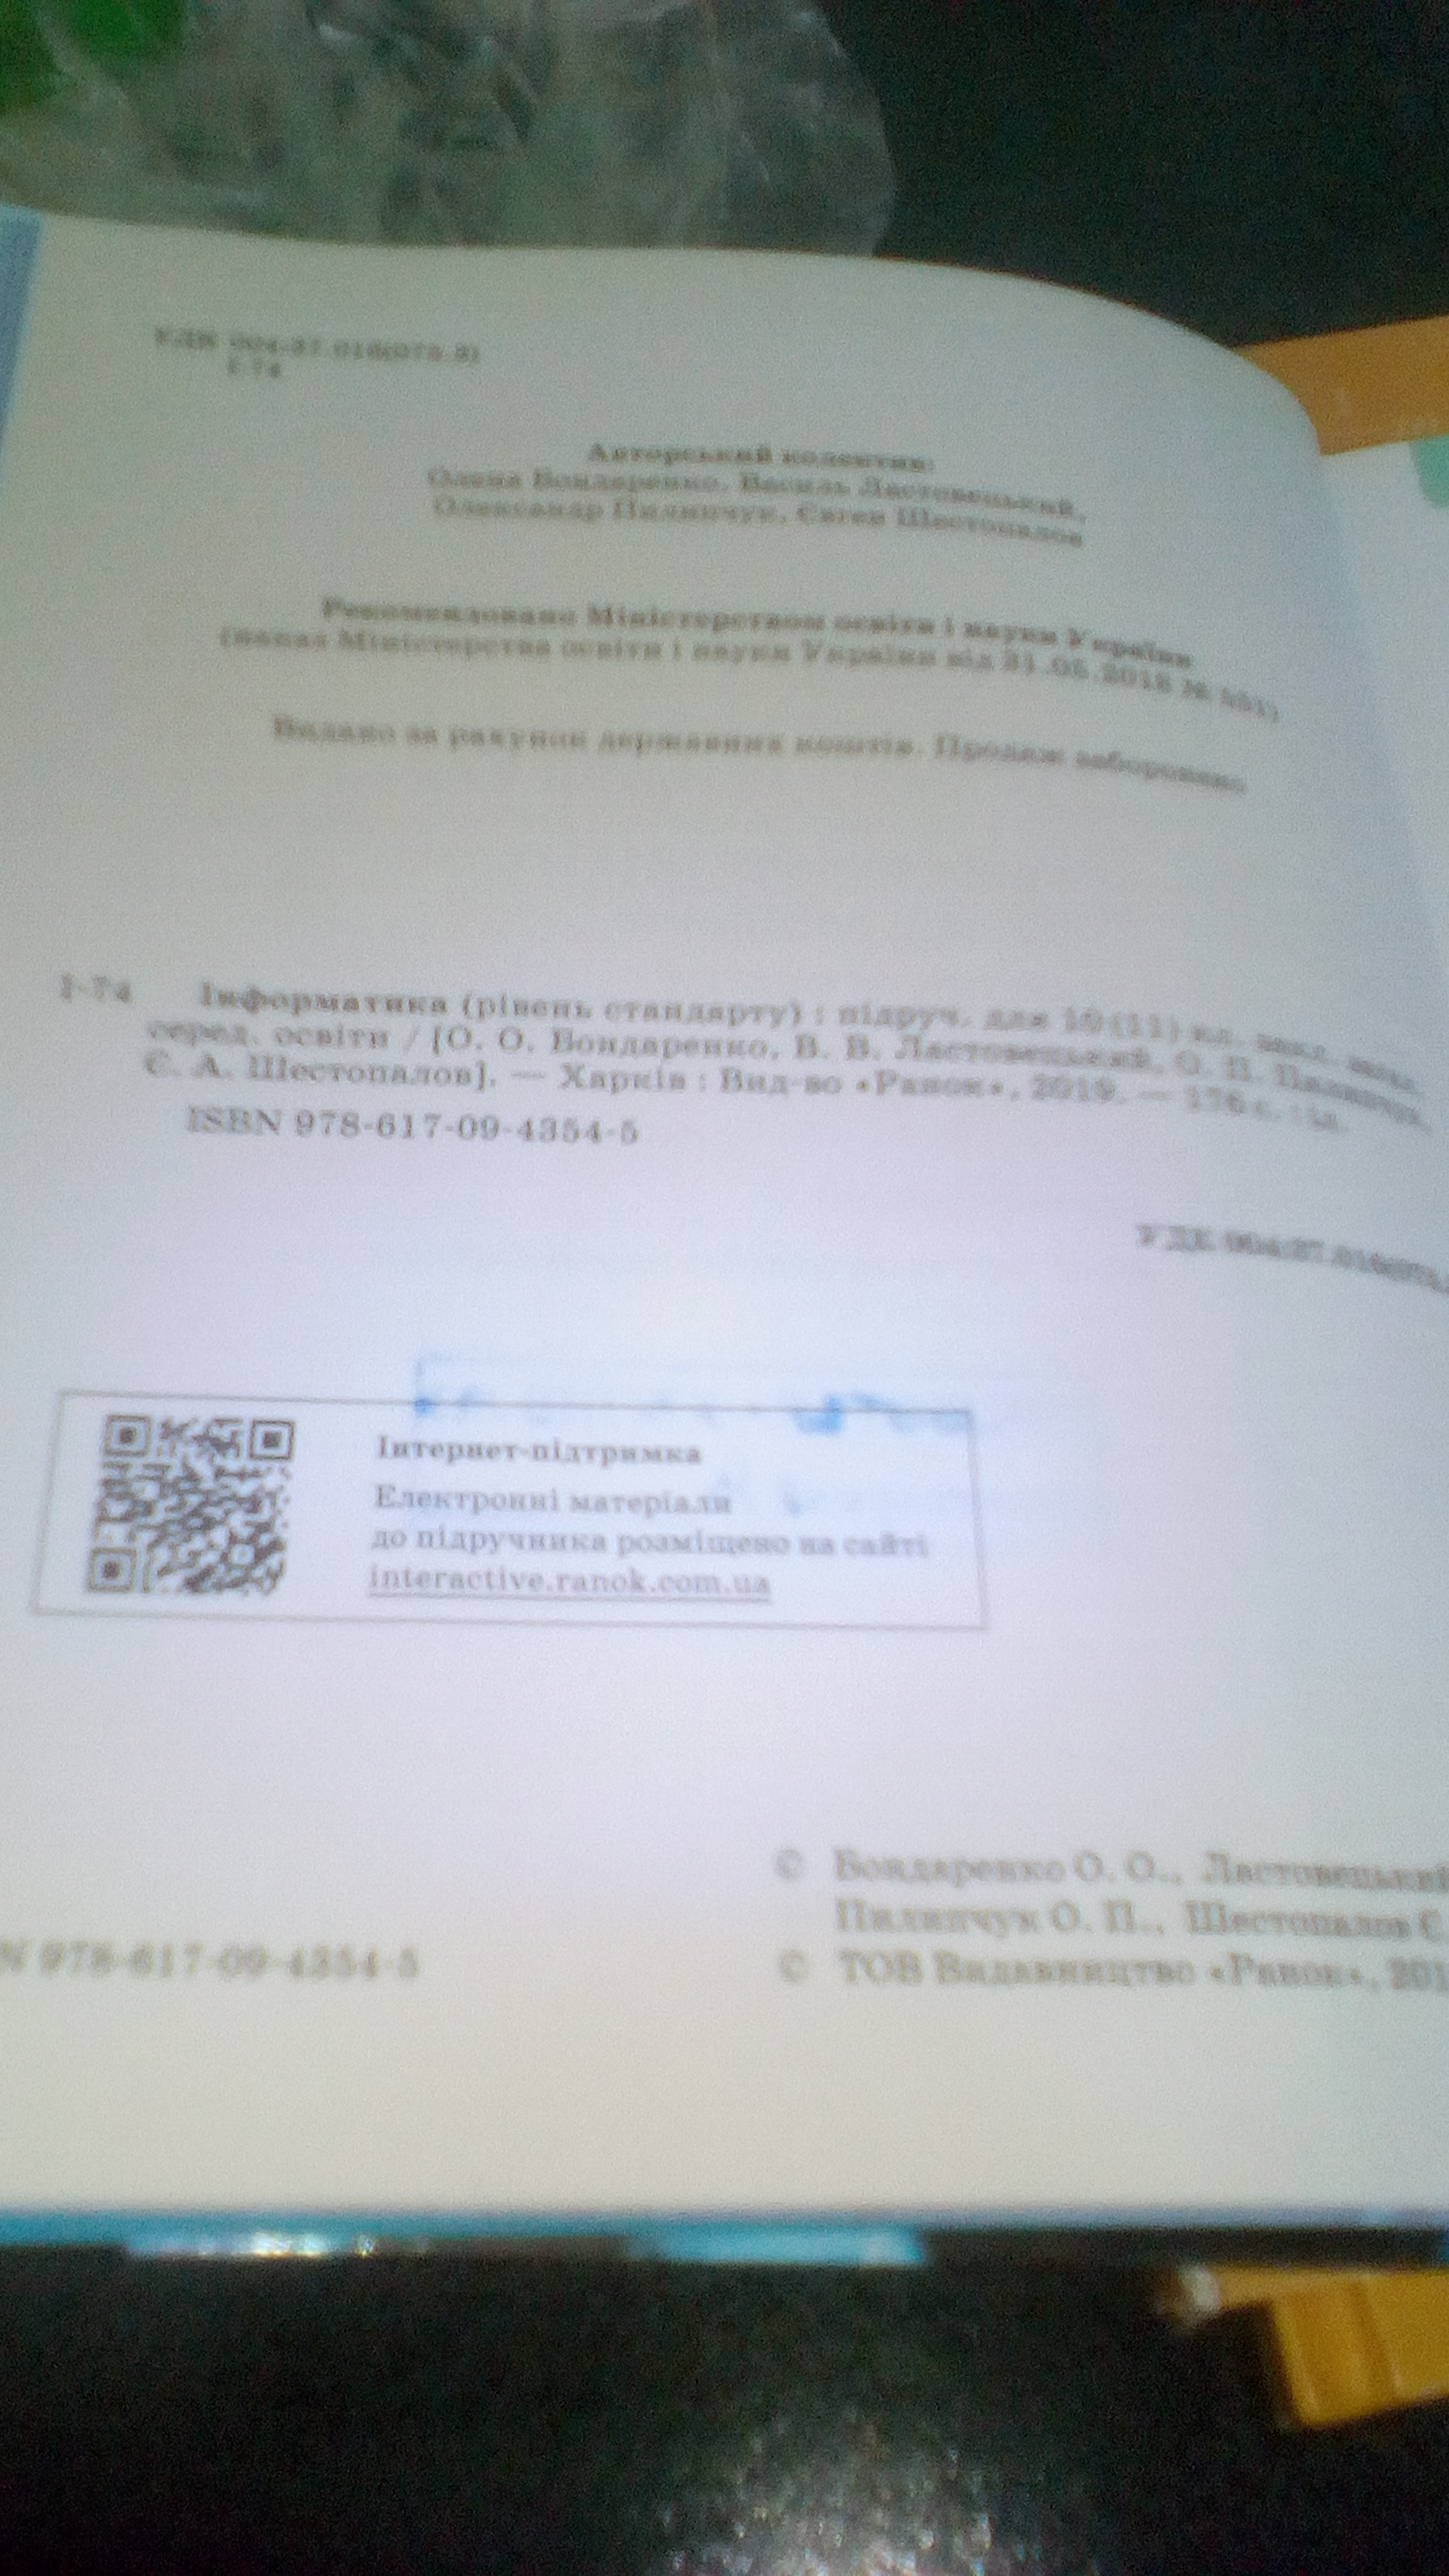 УДК 004:37.016(075.3)
І-74
Авторський колектив:
Олена Бондаренко, Василь Ластовецький,
Олександр Пилипчук, Євген Шестопалов
Рекомендовано Міністерством освіти і науки України
(наказ Міністерства освіти і науки України від 31.05.2018 № 551)
Видано за рахунок державних коштів. Продаж заборонено
І-74 Інформатика (рівень стандарту) : підруч. для 10 (11) кл. закл. загал.
серед. освіти / [О. О. Бондаренко, В. В. Ластовецький, О. П. Пилипчук,
Є. А. Шестопалов]. — Харків : Вид-во «Ранок», 2019. — 176 с. : іл.
ISBN 978-617-09-4354-5
УДК 004:37.016(075.
Інтернет-підтримка
Електронні матеріали
до підручника розміщено на сайті
interactive.ranok.com.ua
© Бондаренко О. О., Ластовецький
Пилипчук О. П., Шестопалов Є.
N 978-617-09-4354-5
© ТОВ Видавництво «Ранок», 201